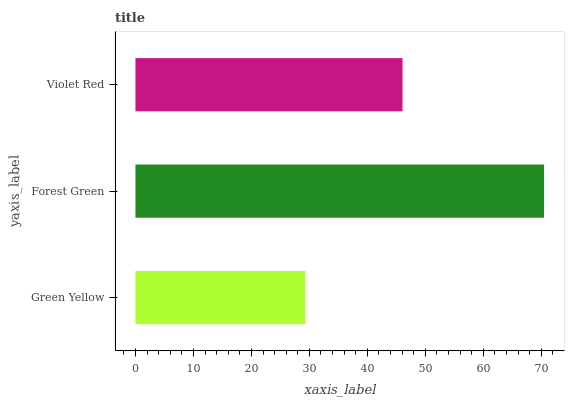 title
Violet Red
Forest Green
Green Yellow
yaxis_label
0 10 20 30 40 50 60 70
xaxis_label